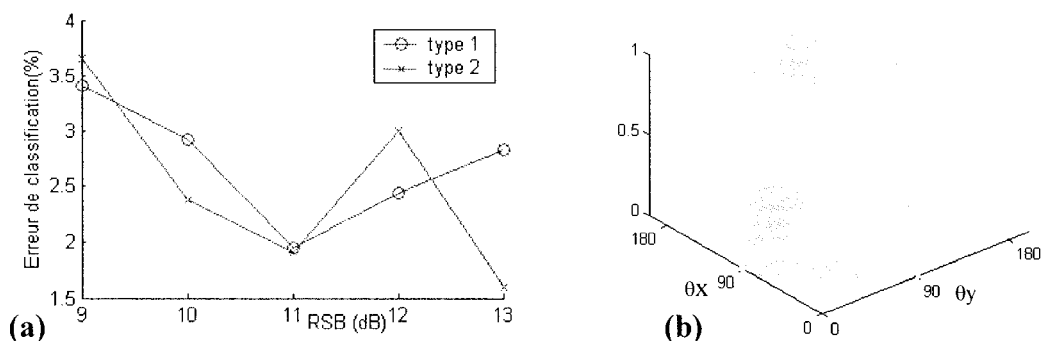 4
3.5
3
2.5
2
1.5
Erreur de classification(%)
type 1
type 2
9
10
11
12
13
RSB (dB)
(a)
1
0.5
0
180
90
0
θx
0
90
180
θy
(b)